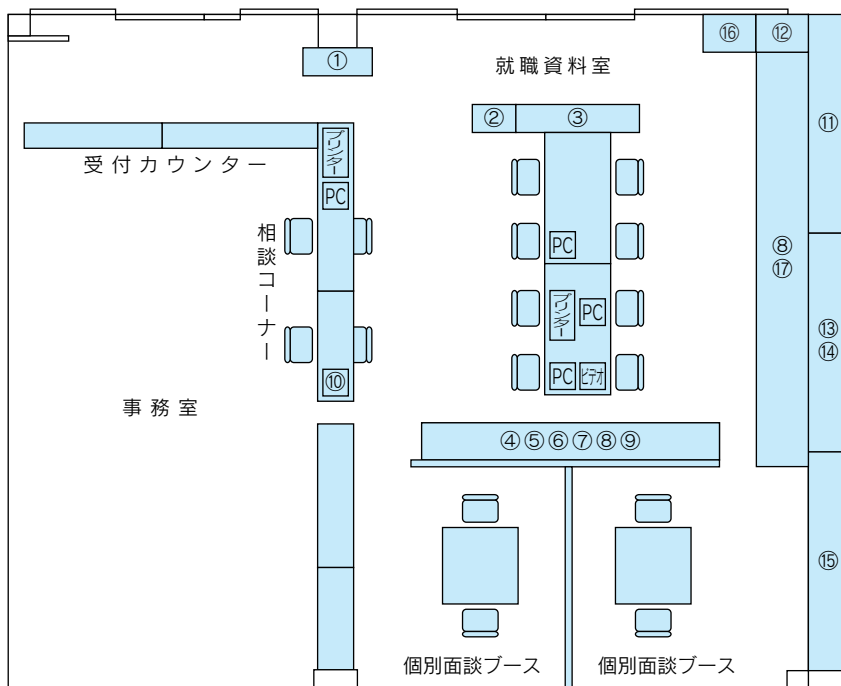 ⑯
⑫
①
就職資料室
②
③
⑪
プリンター
受付カウンター
PC
相談コーナー
PC
⑧
⑰
プリンター
PC
⑬
⑭
PC
ビデオ
⑩
事務室
④⑤⑥⑦⑧⑨
⑮
個別面談ブース
個別面談ブース